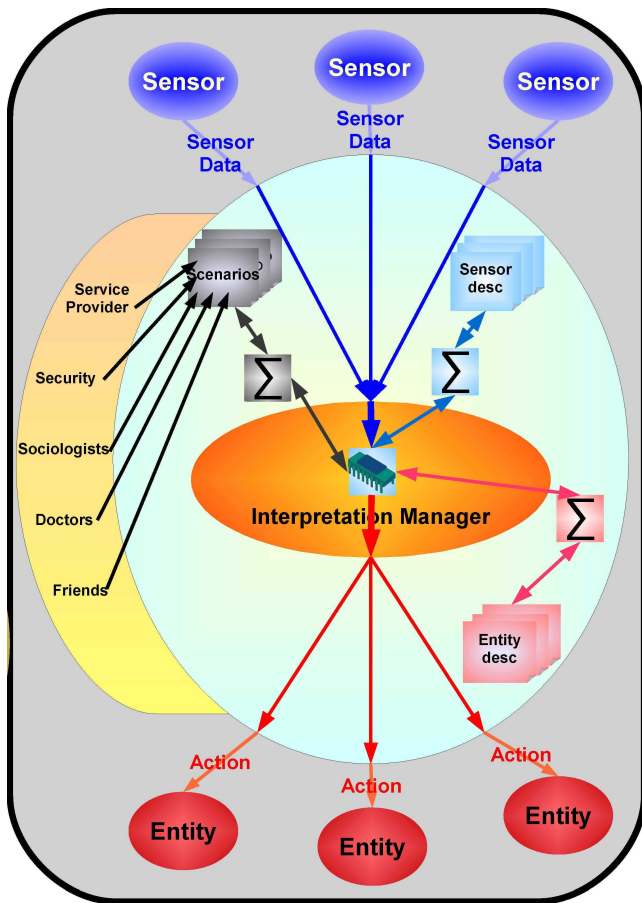 Sensor
Sensor
Sensor
Sensor
Data
Sensor
Data
Sensor
Data
Scenarios
Sensor
desc
Service
Provider
Security
Sociologists
Doctors
Friends
∑
∑
∑
Interpretation Manager
Entity
desc
Action
Action
Action
Entity
Entity
Entity